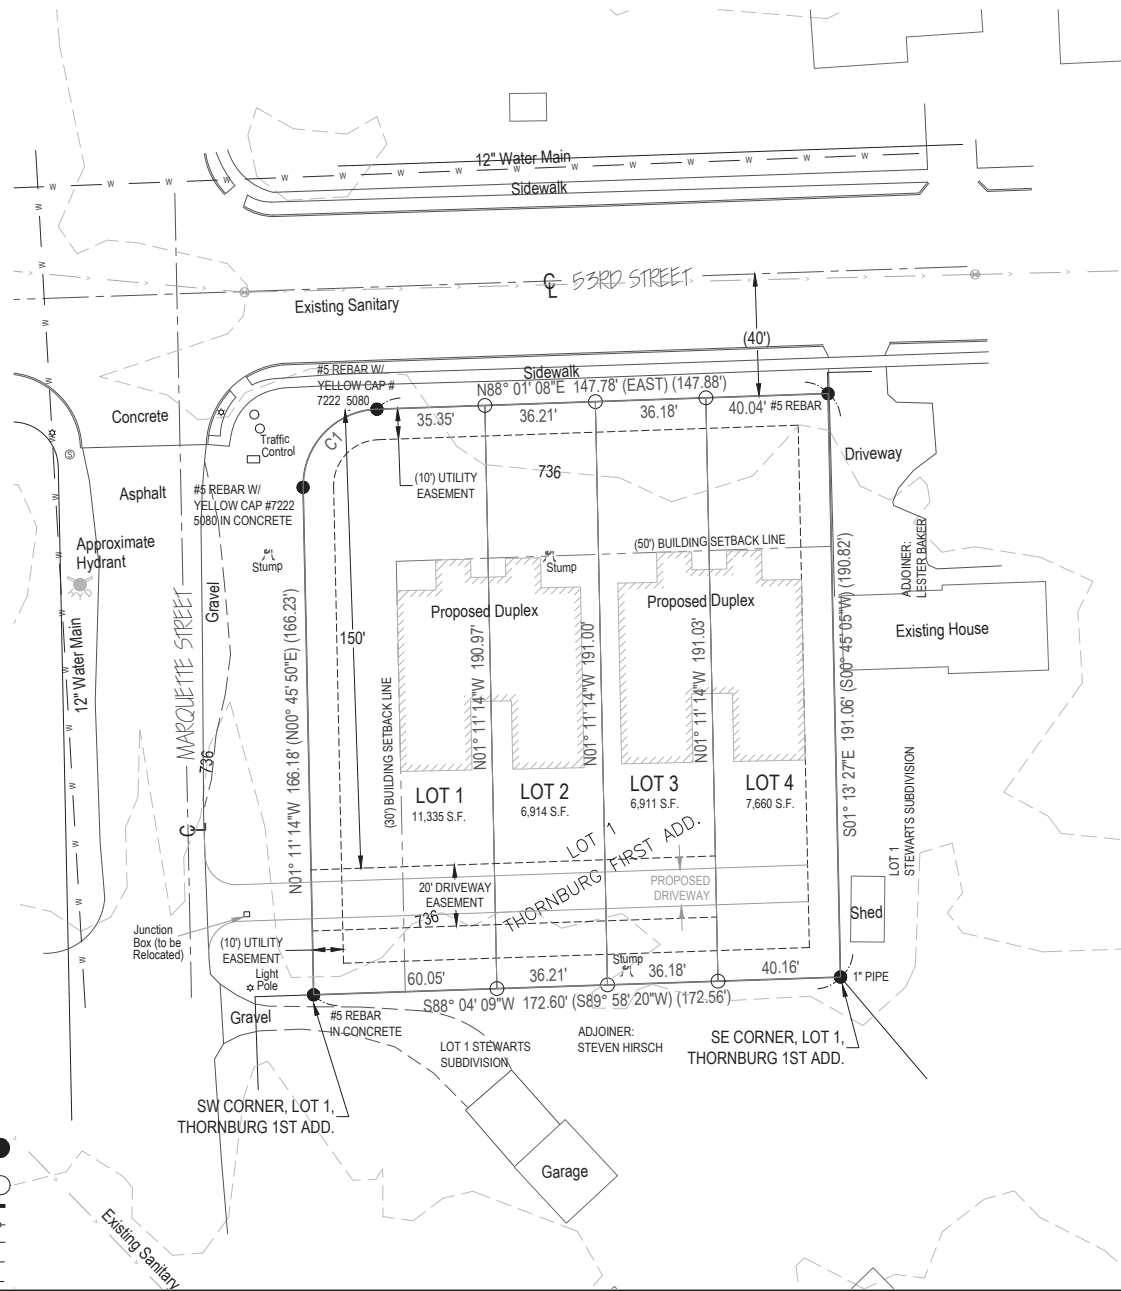 12" Water Main
Sidewalk
W W W W W W W W W W W W W W
CL 53RD STREET
Existing Sanitary
(40')
Sidewalk
#5 REBAR W/
YELLOW CAP #
7222 5080
N88° 01' 08"E 147.78' (EAST) (147.88')
35.35'
36.21'
36.18'
40.04'
#5 REBAR
Concrete
Traffic
Control
C1
S
Driveway
(10') UTILITY
EASEMENT
736
Asphalt
#5 REBAR W/
YELLOW CAP #7222
5080 IN CONCRETE
Approximate
Hydrant
Stump
Stump
(50') BUILDING SETBACK LINE
ADJOINER:
LESTER BAKER
Gravel
Proposed Duplex
Proposed Duplex
Existing House
12" Water Main
MARQUETTE STREET
CL
736
N01° 11' 14"W 166.18' (N00° 45' 50"E) (166.23')
150'
(30') BUILDING SETBACK LINE
N01° 11' 14"W 190.97'
N01° 11' 14"W 191.00'
N01° 11' 14"W 191.03'
S01° 13' 27"E 191.06' (S00° 45' 05"W) (190.82')
LOT 1
11,335 S.F.
LOT 2
6,914 S.F.
LOT 3
6,911 S.F.
LOT 4
7,660 S.F.
LOT 1
THORNBURG FIRST ADD.
LOT 1
STEWARTS SUBDIVISION
20' DRIVEWAY
EASEMENT
736
PROPOSED
DRIVEWAY
Shed
Junction
Box (to be
Relocated)
(10') UTILITY
EASEMENT
Light
Pole
Stump
60.05'
36.21'
36.18'
40.16'
1" PIPE
S88° 04' 09"W 172.60' (S89° 58' 20"W) (172.56')
Gravel
#5 REBAR
IN CONCRETE
LOT 1 STEWARTS
SUBDIVISION
ADJOINER:
STEVEN HIRSCH
SE CORNER, LOT 1,
THORNBURG 1ST ADD.
SW CORNER, LOT 1,
THORNBURG 1ST ADD.
Garage
Existing Sanitary